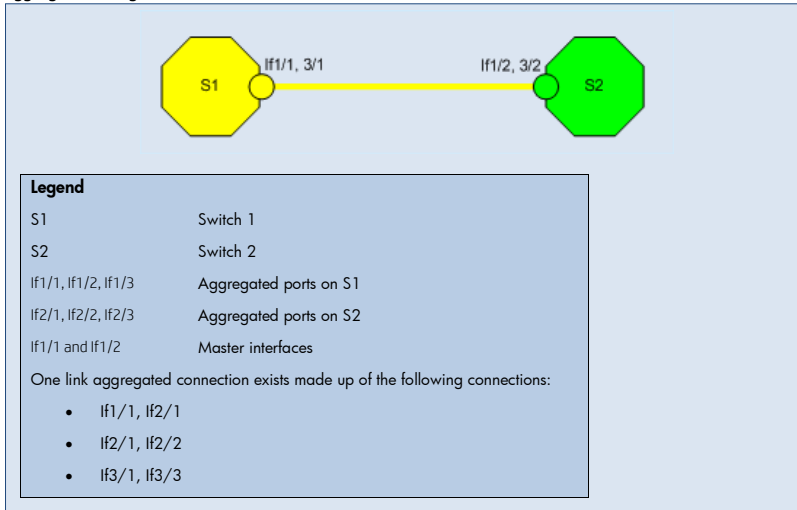 If1/1, 3/1
If1/2, 3/2
S1
S2
Legend
S1 Switch 1
S2 Switch 2
If1/1, If1/2, If1/3 Aggregated ports on S1
If2/1, If2/2, If2/3 Aggregated ports on S2
If1/1 and If1/2 Master interfaces
One link aggregated connection exists made up of the following connections:
• If1/1, If2/1
• If2/1, If2/2
• If3/1, If3/3